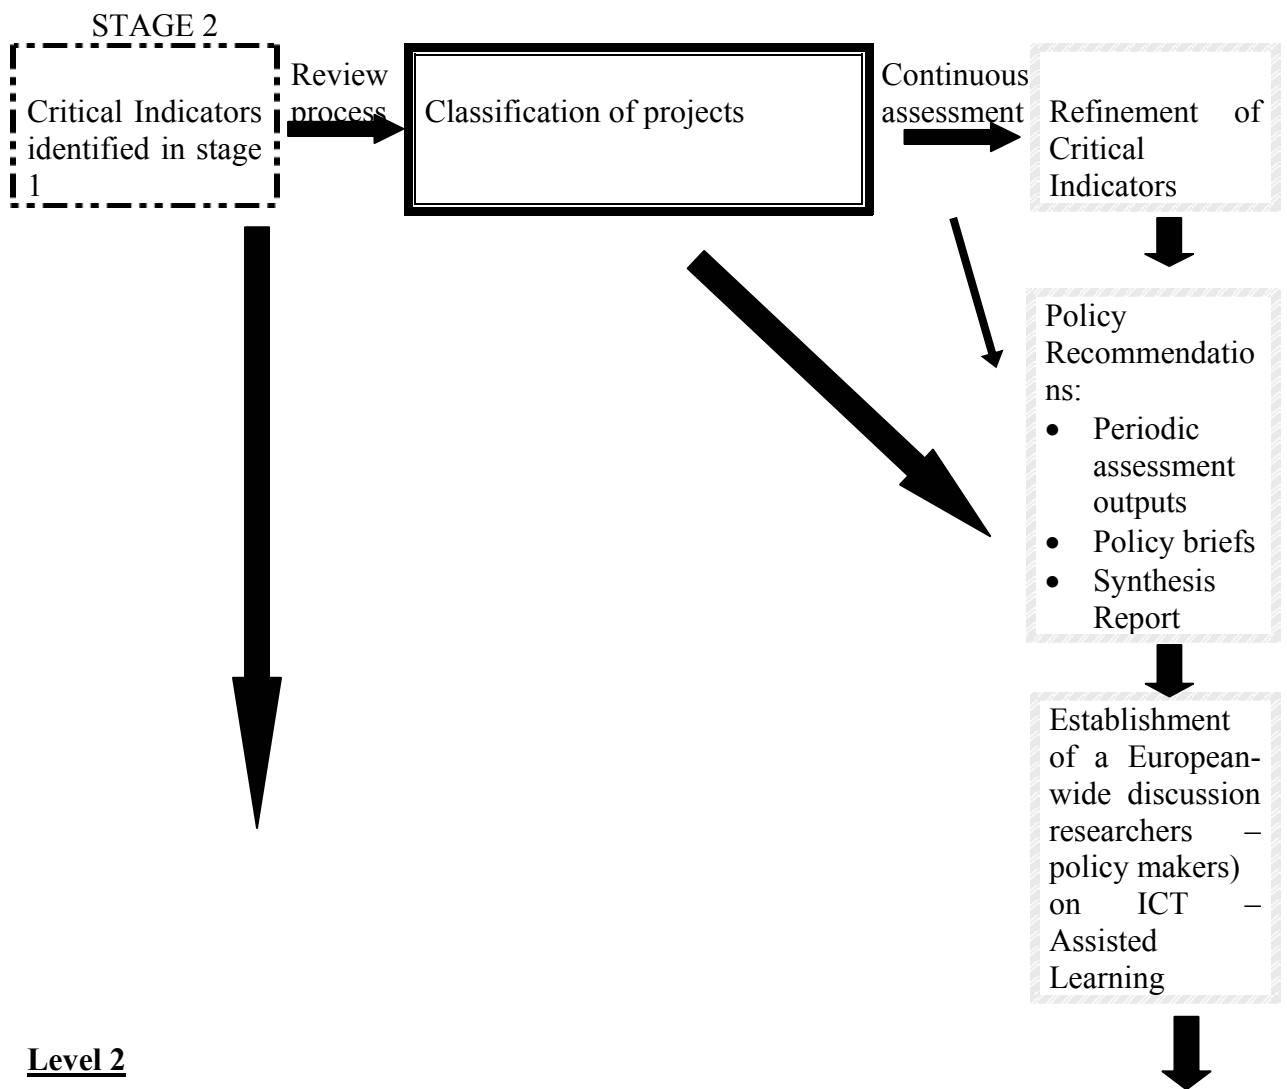 STAGE 2
Critical Indicators
identified in stage
1
Review
process
Classification of projects
Continuous
assessment
Refinement of
Critical
Indicators
Policy
Recommendatio
ns:
• Periodic
assessment
outputs
• Policy briefs
• Synthesis
Report
Establishment
of a European-
wide discussion
researchers –
policy makers)
on ICT –
Assisted
Learning
Level 2